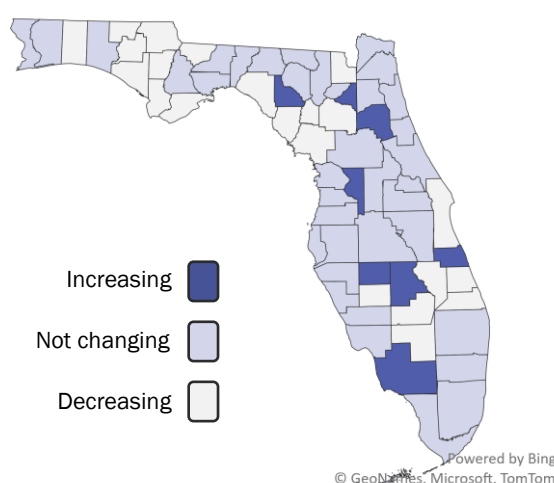 Increasing
Not changing
Decreasing
Powered by Bing
© GeoNames, Microsoft, TomTom